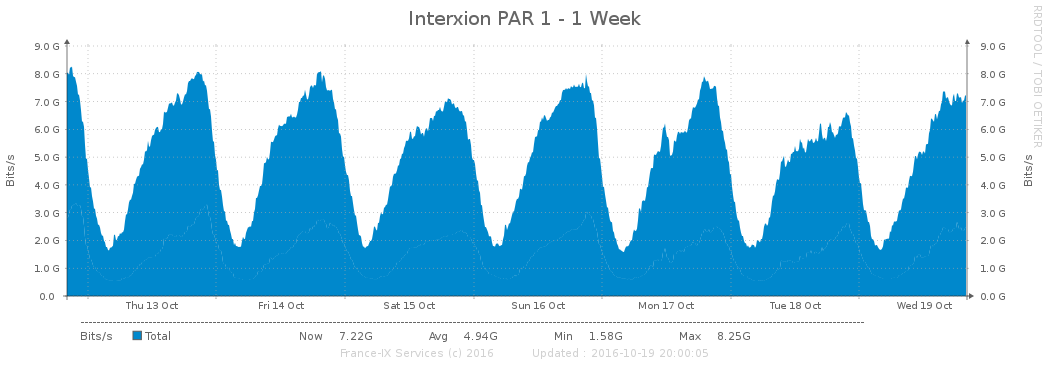 Interxion PAR 1 - 1 Week
RRDTOOL / TOBI OETIKER
Bits/s
9.0 G 9.0 G
8.0 G 8.0 G
7.0 G 7.0 G
6.0 G 6.0 G
5.0 G 5.0 G
4.0 G 4.0 G
3.0 G 3.0 G
2.0 G 2.0 G
1.0 G 1.0 G
0.0 0.0 G
Bits/s
Thu 13 Oct Fri 14 Oct Sat 15 Oct Sun 16 Oct Mon 17 Oct Tue 18 Oct Wed 19 Oct
Bits/s Total Now 7.22G Avg 4.94G Min 1.58G Max 8.25G
France-IX Services (c) 2016 Updated : 2016-10-19 20:00:05